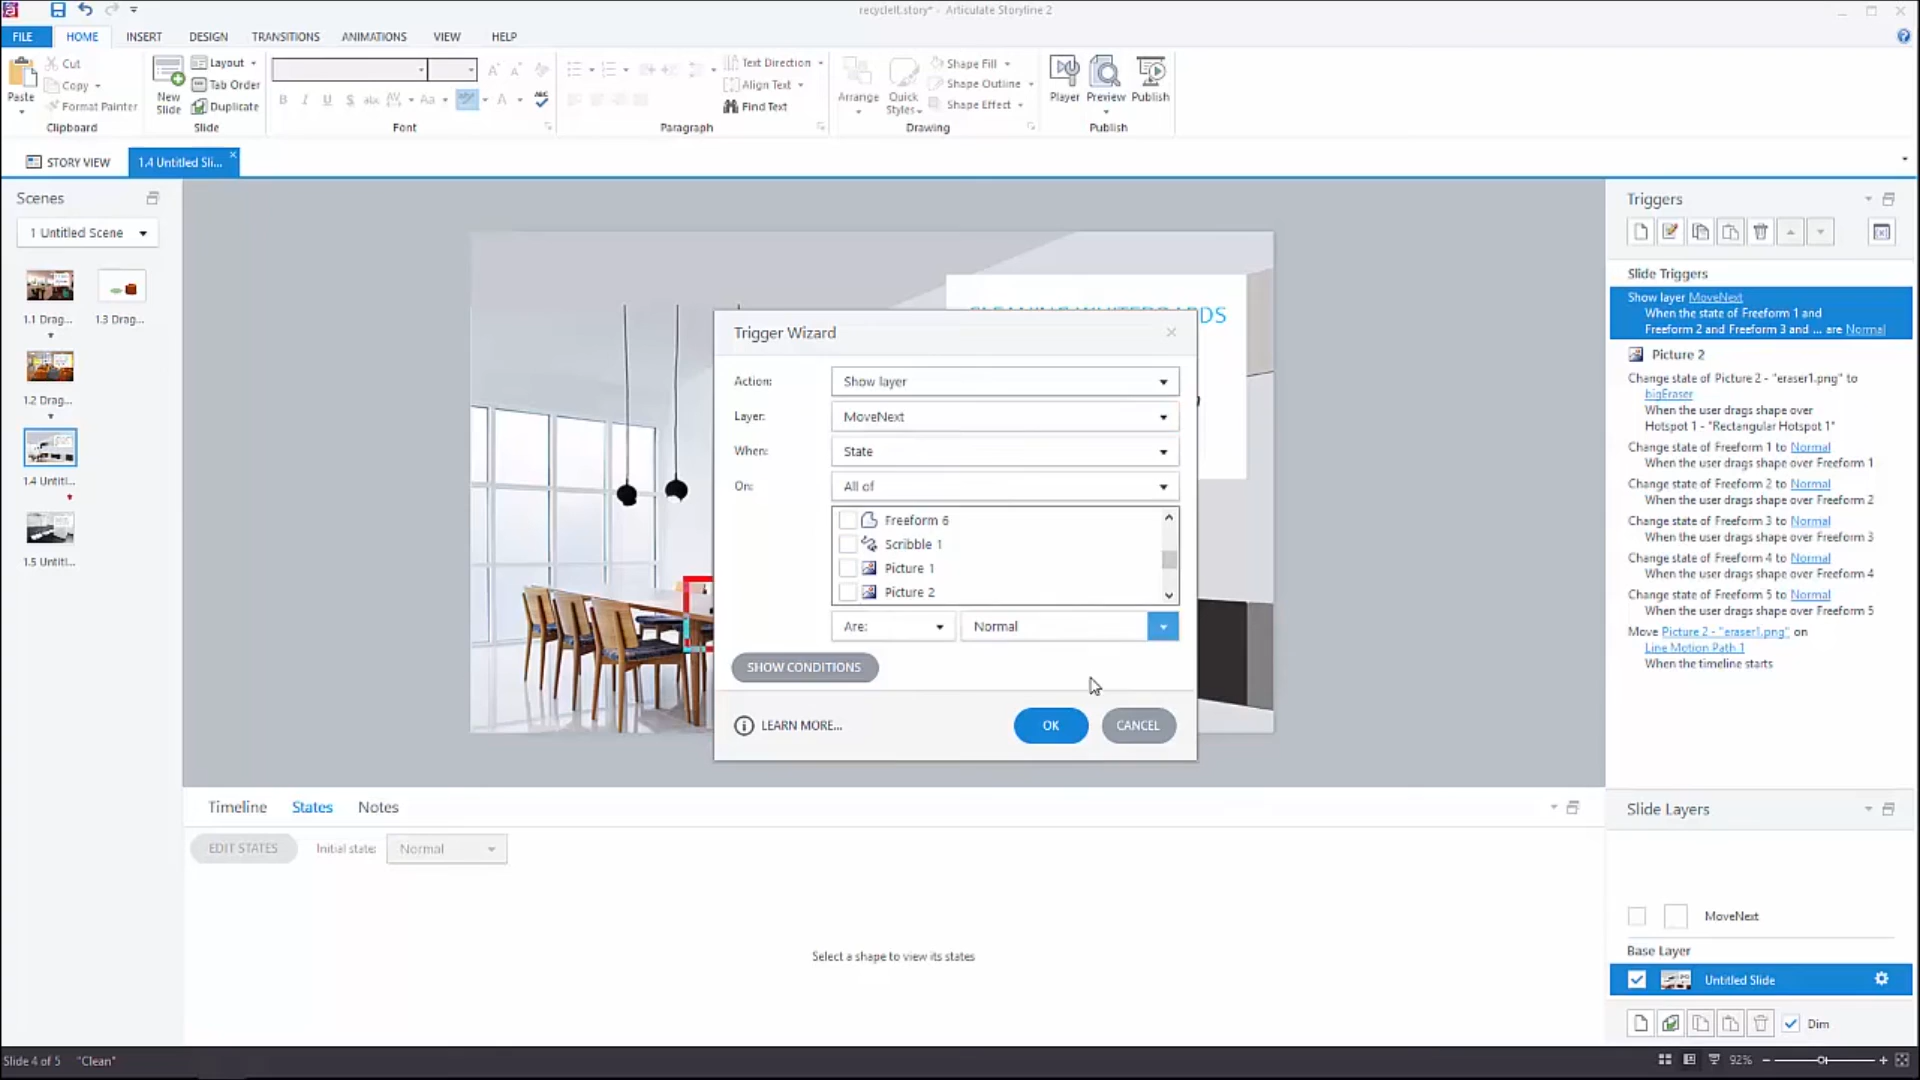 recycleIt.story* - Articulate Storyline 2
FILE
HOME
INSERT
DESIGN
TRANSITIONS
ANIMATIONS
VIEW
HELP
Paste
Cut
Copy
Format Painter
Clipboard
New
Slide
Layout
Tab Order
Duplicate
Slide
Font
Text Direction
Align Text
Find Text
Paragraph
Arrange
Quick
Styles
Shape Fill
Shape Outline
Shape Effect
Drawing
Player
Preview
Publish
Publish
STORY VIEW
1.4 Untitled Sli...
Scenes
1 Untitled Scene
1.1 Drag...
1.3 Drag...
1.2 Drag...
1.4 Untitl...
1.5 Untitl...
Trigger Wizard
Action:
Show layer
Layer:
MoveNext
When:
State
On:
All of
Freeform 6
Scribble 1
Picture 1
Picture 2
Are:
Normal
SHOW CONDITIONS
LEARN MORE...
OK
CANCEL
Triggers
Slide Triggers
Show layer MoveNext
When the state of Freeform 1 and
Freeform 2 and Freeform 3 and ... are Normal
Picture 2
Change state of Picture 2 - "eraser1.png" to
bigEraser
When the user drags shape over
Hotspot 1 - "Rectangular Hotspot 1"
Change state of Freeform 1 to Normal
When the user drags shape over Freeform 1
Change state of Freeform 2 to Normal
When the user drags shape over Freeform 2
Change state of Freeform 3 to Normal
When the user drags shape over Freeform 3
Change state of Freeform 4 to Normal
When the user drags shape over Freeform 4
Change state of Freeform 5 to Normal
When the user drags shape over Freeform 5
Move Picture 2 - "eraser1.png" on
Line Motion Path 1
When the timeline starts
Timeline
States
Notes
EDIT STATES
Initial state:
Normal
Select a shape to view its states
Slide Layers
MoveNext
Base Layer
Untitled Slide
Dim
Slide 4 of 5
"Clean"
92%